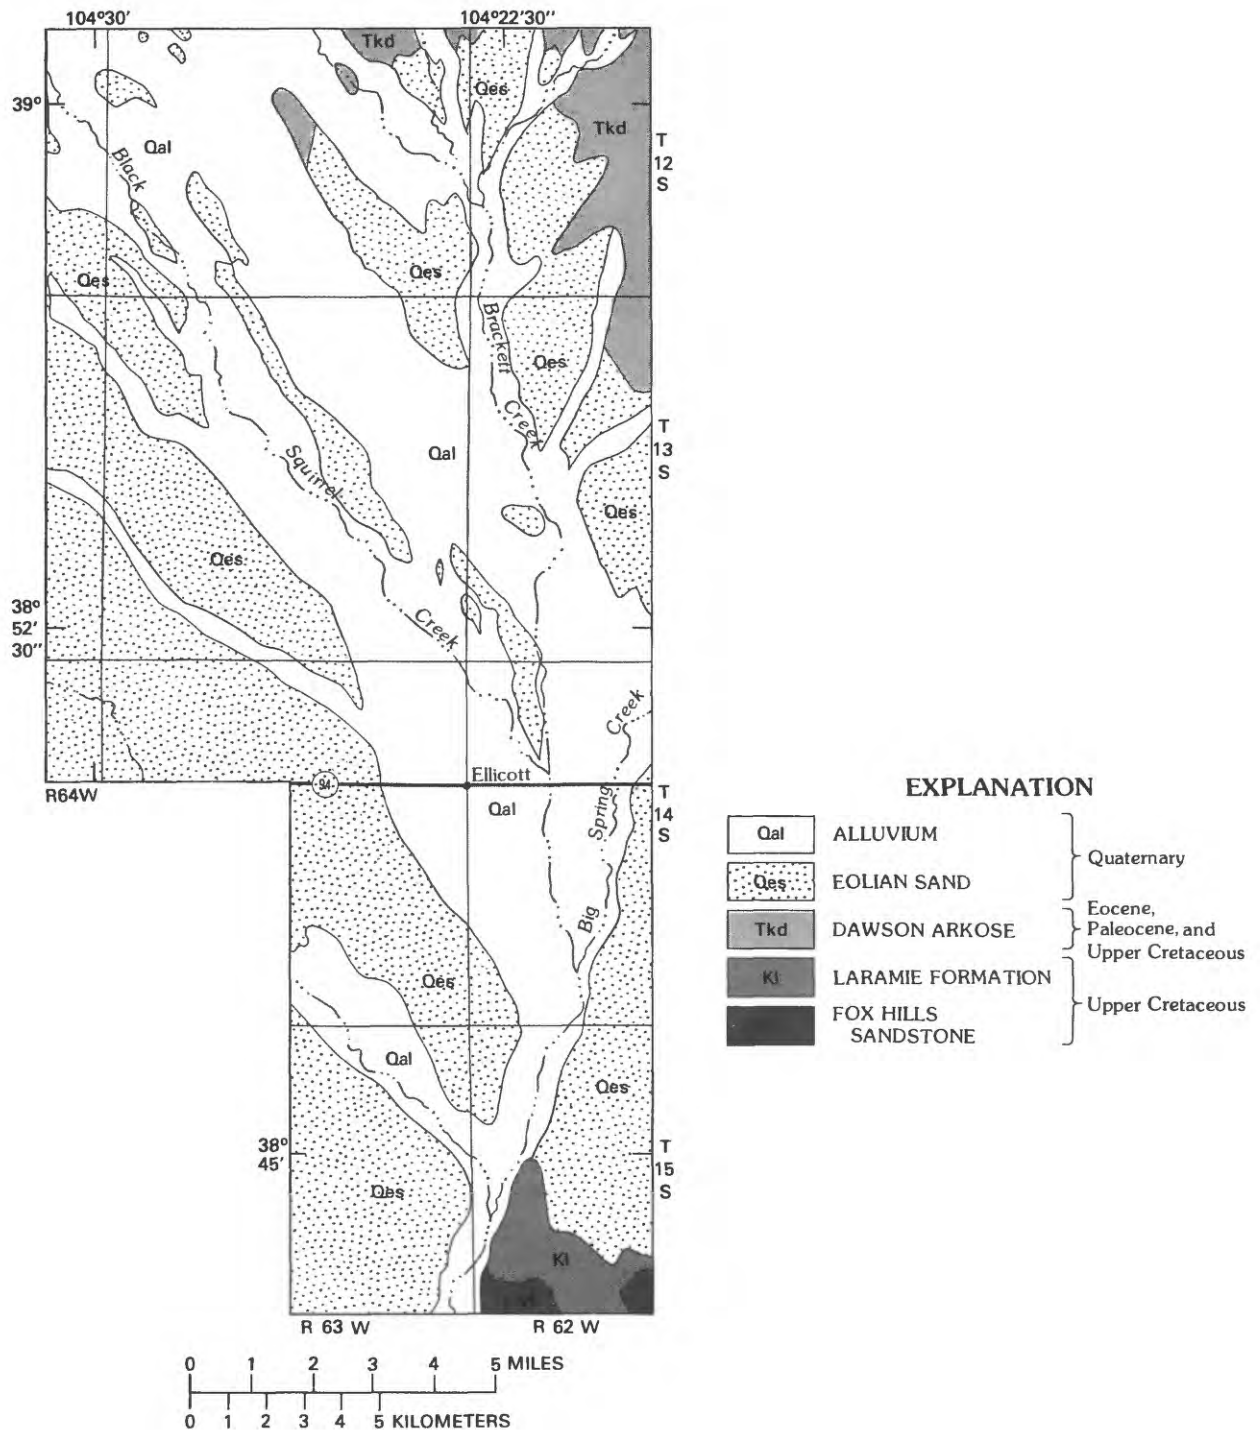 104°30′
104°22′30′′
Tkd
Qes
39°
Tkd
T
12
S
Qal
Black
Qes
Qes
Brackett
Qes
Creek
T
13
S
Qal
Squirrel
Qes
Qes
38°
52′
30′′
Creek
Creek
Ellicott
R64W
94
Qal
Spring
T
14
S
Big
Qes
Qal
Qes
38°
45′
T
15
S
Qes
Kl
R 63 W
R 62 W
0 1 2 3 4 5 MILES
0 1 2 3 4 5 KILOMETERS
EXPLANATION
Qal ALLUVIUM
Quaternary
Qes EOLIAN SAND
Tkd DAWSON ARKOSE
Eocene,
Paleocene, and
Upper Cretaceous
Kl LARAMIE FORMATION
Upper Cretaceous
FOX HILLS
SANDSTONE